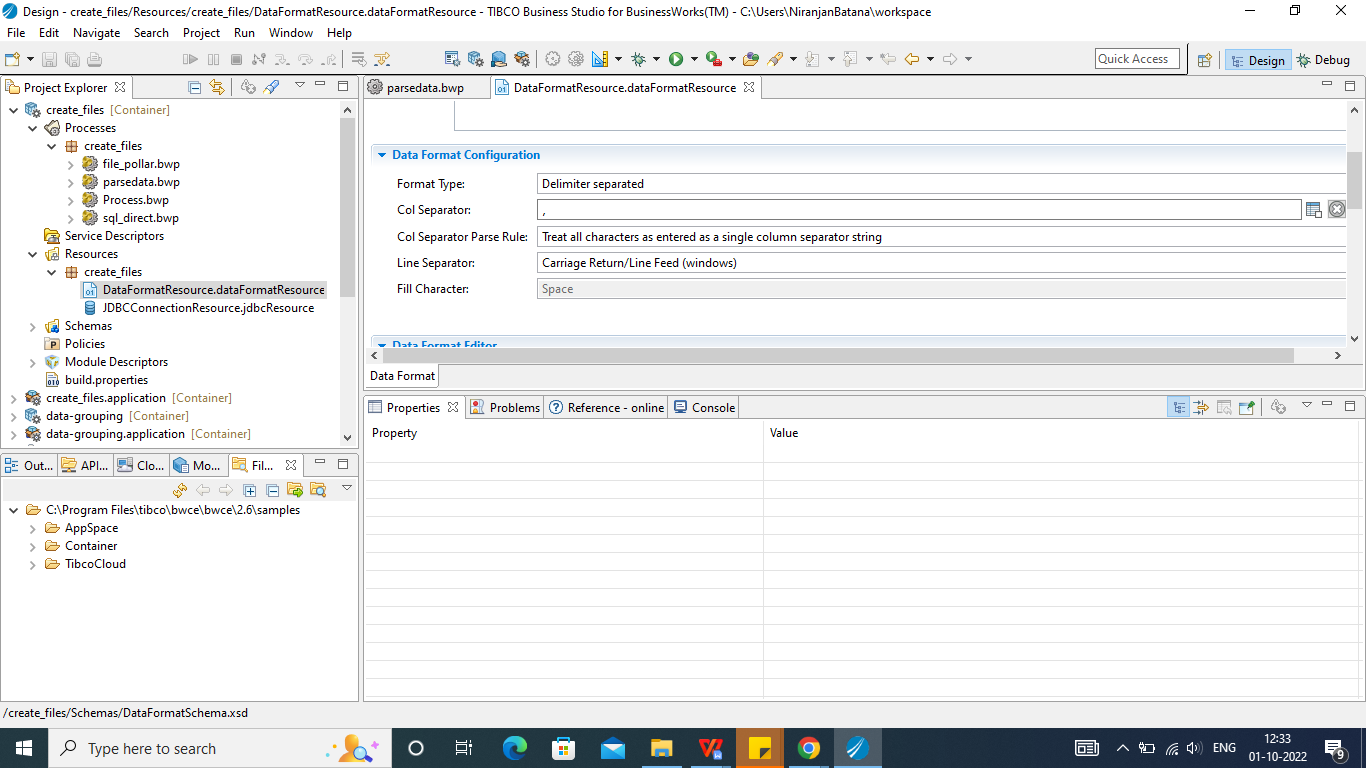 Design - create_files/Resources/create_files/DataFormatResource.dataFormatResource - TIBCO Business Studio for BusinessWorks(TM) - C:\Users\NiranjanBatana\workspace
File Edit Navigate Search Project Run Window Help
Quick Access
Design
Debug
Project Explorer
create_files [Container]
Processes
create_files
file_pollar.bwp
parsedata.bwp
Process.bwp
sql_direct.bwp
Service Descriptors
Resources
create_files
DataFormatResource.dataFormatResource
JDBCConnectionResource.jdbcResource
Schemas
Policies
Module Descriptors
build.properties
create_files.application [Container]
data-grouping [Container]
data-grouping.application [Container]
parsedata.bwp
DataFormatResource.dataFormatResource
Data Format Configuration
Format Type: Delimiter separated
Col Separator: ,
Col Separator Parse Rule: Treat all characters as entered as a single column separator string
Line Separator: Carriage Return/Line Feed (windows)
Fill Character: Space
Data Format Editor
Data Format
Out... API... Clo... Mo... Fil...
C:\Program Files\tibco\bwce\bwce\2.6\samples
AppSpace
Container
TibcoCloud
Properties Problems Reference - online Console
Property Value
/create_files/Schemas/DataFormatSchema.xsd
Type here to search
ENG
12:33
01-10-2022
9